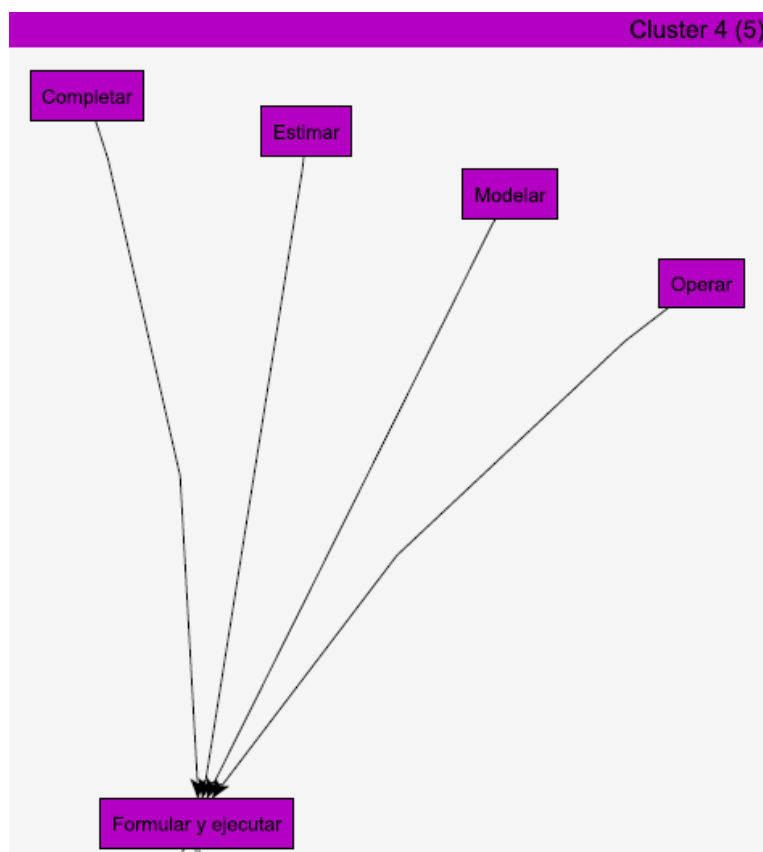 Cluster 4 (5)
Completar
Estimar
Modelar
Operar
Formular y ejecutar